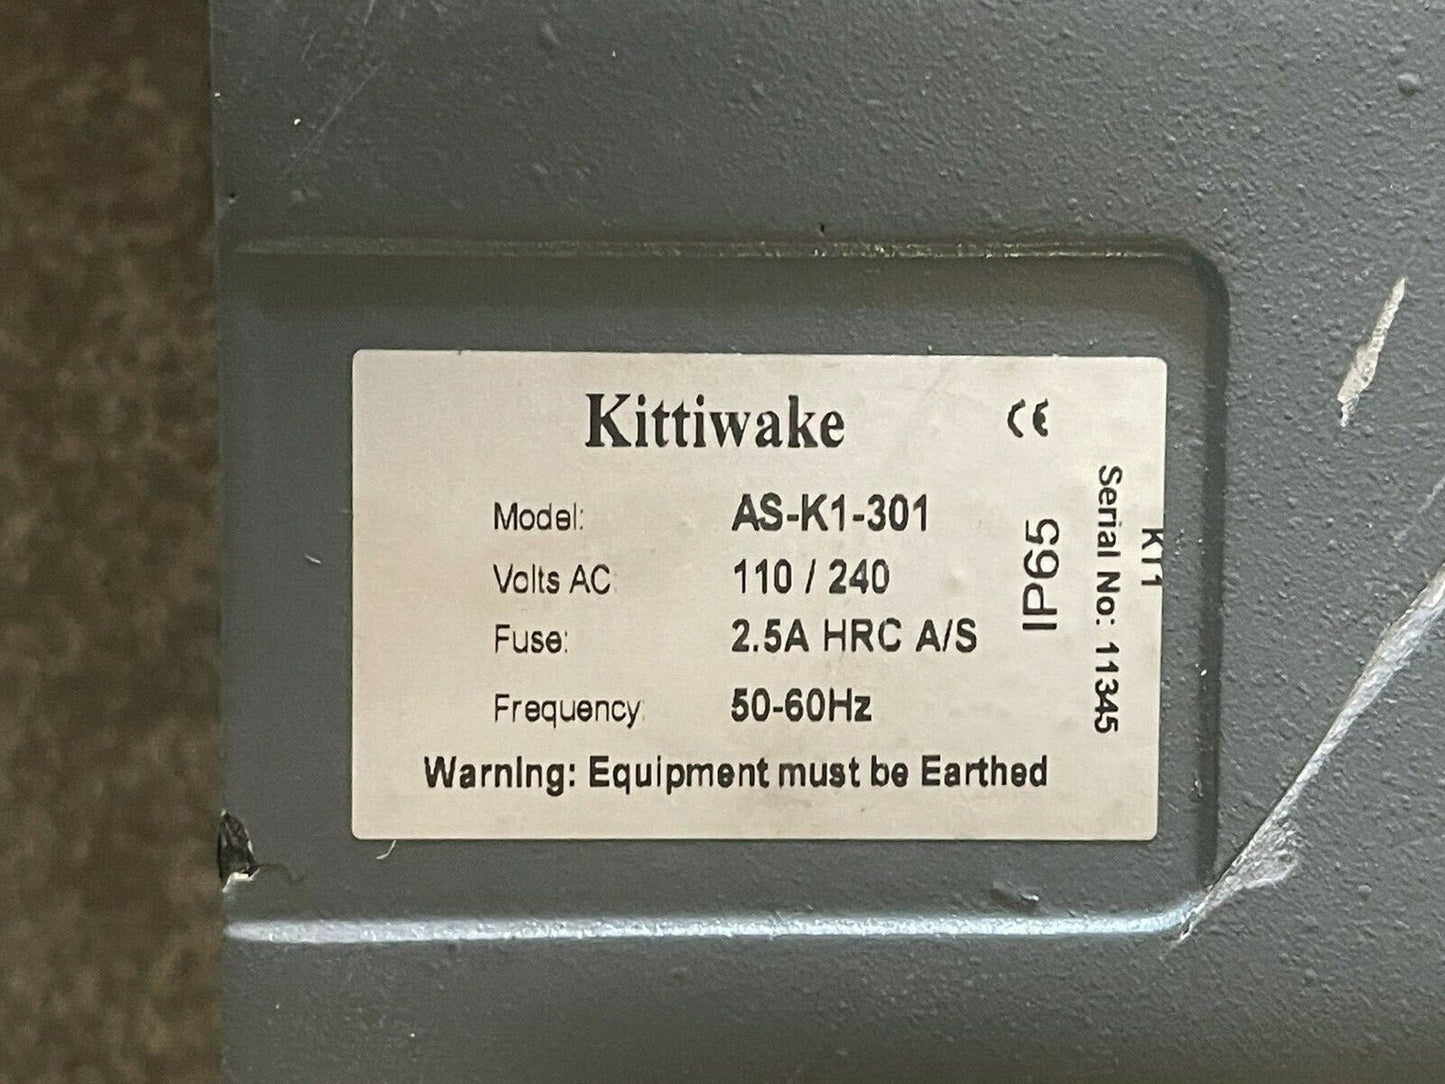 Kittiwake
CE
Model: AS-K1-301
Volts AC: 110 / 240
Fuse: 2.5A HRC A/S
Frequency: 50-60Hz
Warning: Equipment must be Earthed
IP65
Serial No: 11345